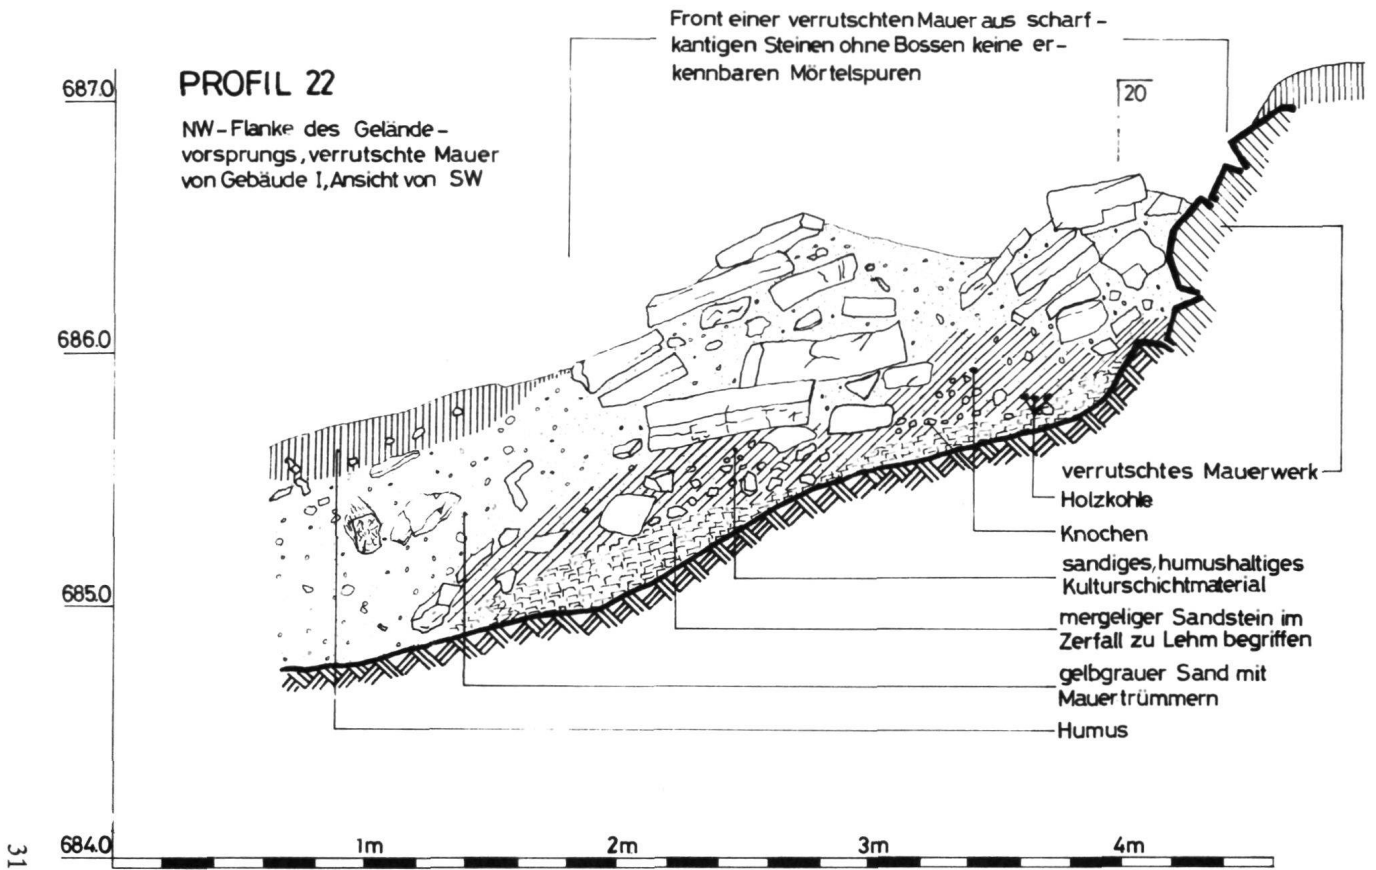 Front einer verrutschten Mauer aus scharf-
kantigen Steinen ohne Bossen keine er-
kennbaren Mörtelspuren
687.0
PROFIL 22
20
NW-Flanke des Gelände-
vorsprungs, verrutschte Mauer
von Gebäude I, Ansicht von SW
686.0
verrutschtes Mauerwerk
Holzkohle
Knochen
sandiges, humushaltiges
Kulturschichtmaterial
685.0
mergeliger Sandstein im
Zerfall zu Lehm begriffen
gelbgrauer Sand mit
Mauertrümmern
Humus
684.0
1m 2m 3m 4m
31